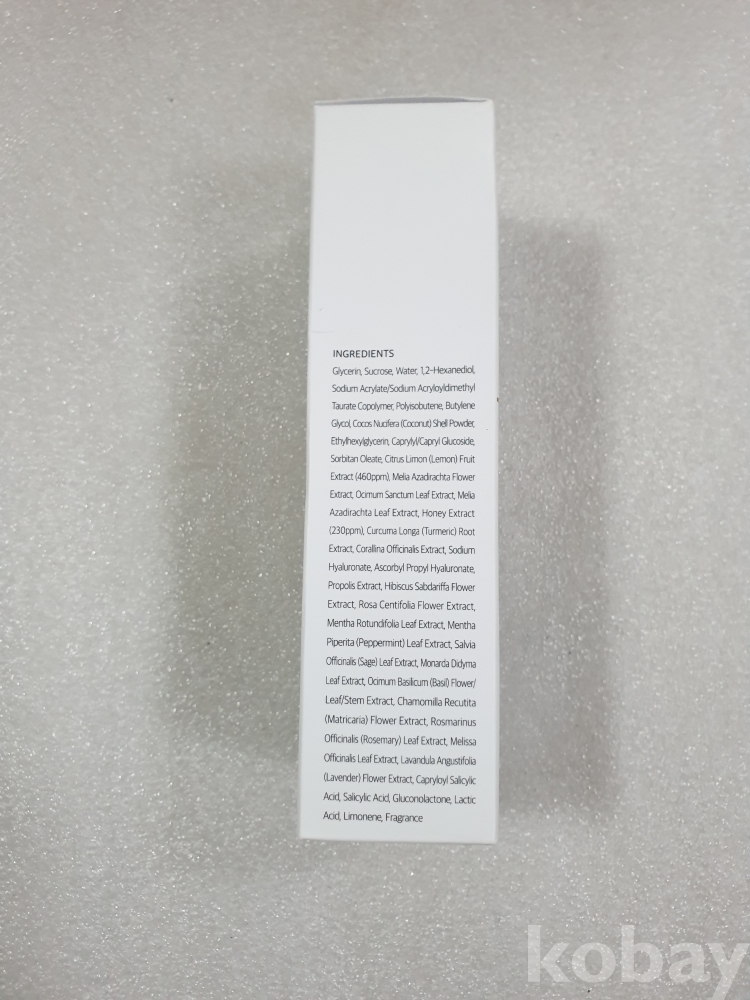 INGREDIENTS
Glycerin, Sucrose, Water, 1,2-Hexanediol,
Sodium Acrylate/Sodium Acryloyldimethyl
Taurate Copolymer, Polyisobutene, Butylene
Glycol, Cocos Nucifera (Coconut) Shell Powder,
Ethylhexylglycerin, Caprylyl/Capryl Glucoside,
Sorbitan Oleate, Citrus Limon (Lemon) Fruit
Extract (460ppm), Melia Azadirachta Flower
Extract, Ocimum Sanctum Leaf Extract, Melia
Azadirachta Leaf Extract, Honey Extract
(230ppm), Curcuma Longa (Turmeric) Root
Extract, Corallina Officinalis Extract, Sodium
Hyaluronate, Ascorbyl Propyl Hyaluronate,
Propolis Extract, Hibiscus Sabdariffa Flower
Extract, Rosa Centifolia Flower Extract,
Mentha Rotundifolia Leaf Extract, Mentha
Piperita (Peppermint) Leaf Extract, Salvia
Officinalis (Sage) Leaf Extract, Monarda Didyma
Leaf Extract, Ocimum Basilicum (Basil) Flower/
Leaf/Stem Extract, Chamomilla Recutita
(Matricaria) Flower Extract, Rosmarinus
Officinalis (Rosemary) Leaf Extract, Melissa
Officinalis Leaf Extract, Lavandula Angustifolia
(Lavender) Flower Extract, Capryloyl Salicylic
Acid, Salicylic Acid, Gluconolactone, Lactic
Acid, Limonene, Fragrance
kobay